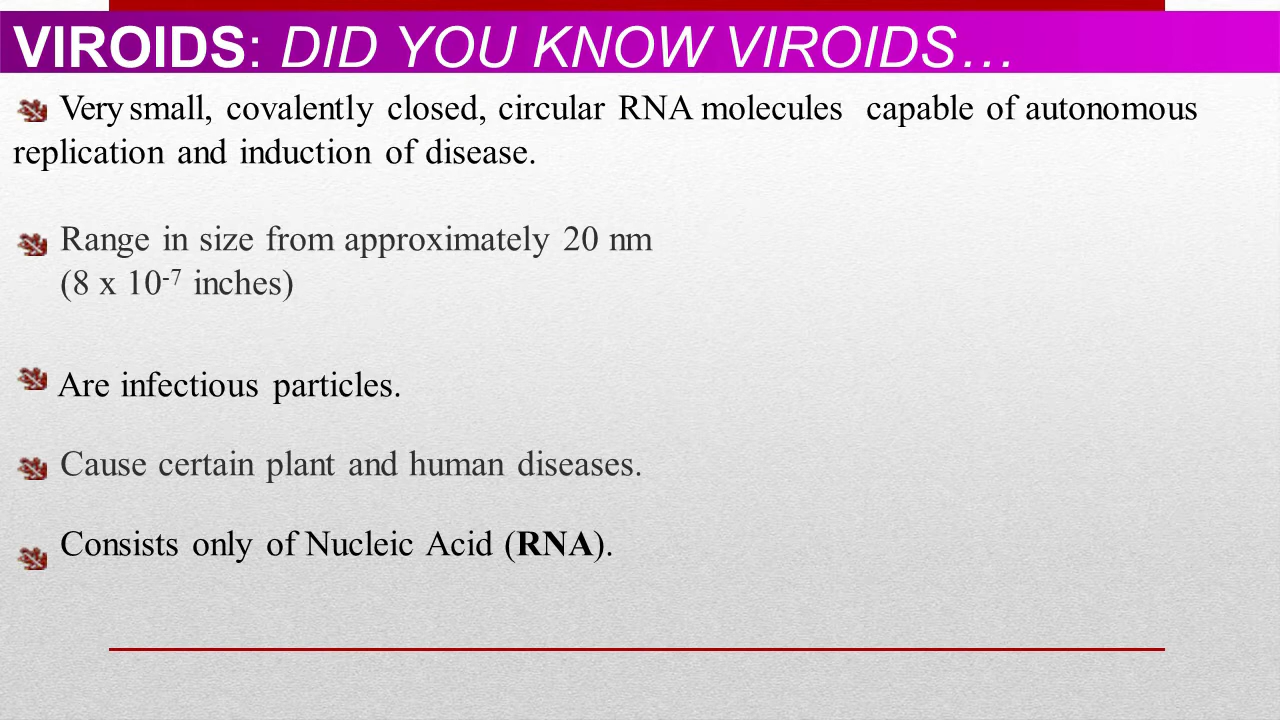 VIROIDS: DID YOU KNOW VIROIDS…
Very small, covalently closed, circular RNA molecules capable of autonomous
replication and induction of disease.
Range in size from approximately 20 nm
(8 x 10-7 inches)
Are infectious particles.
Cause certain plant and human diseases.
Consists only of Nucleic Acid (RNA).